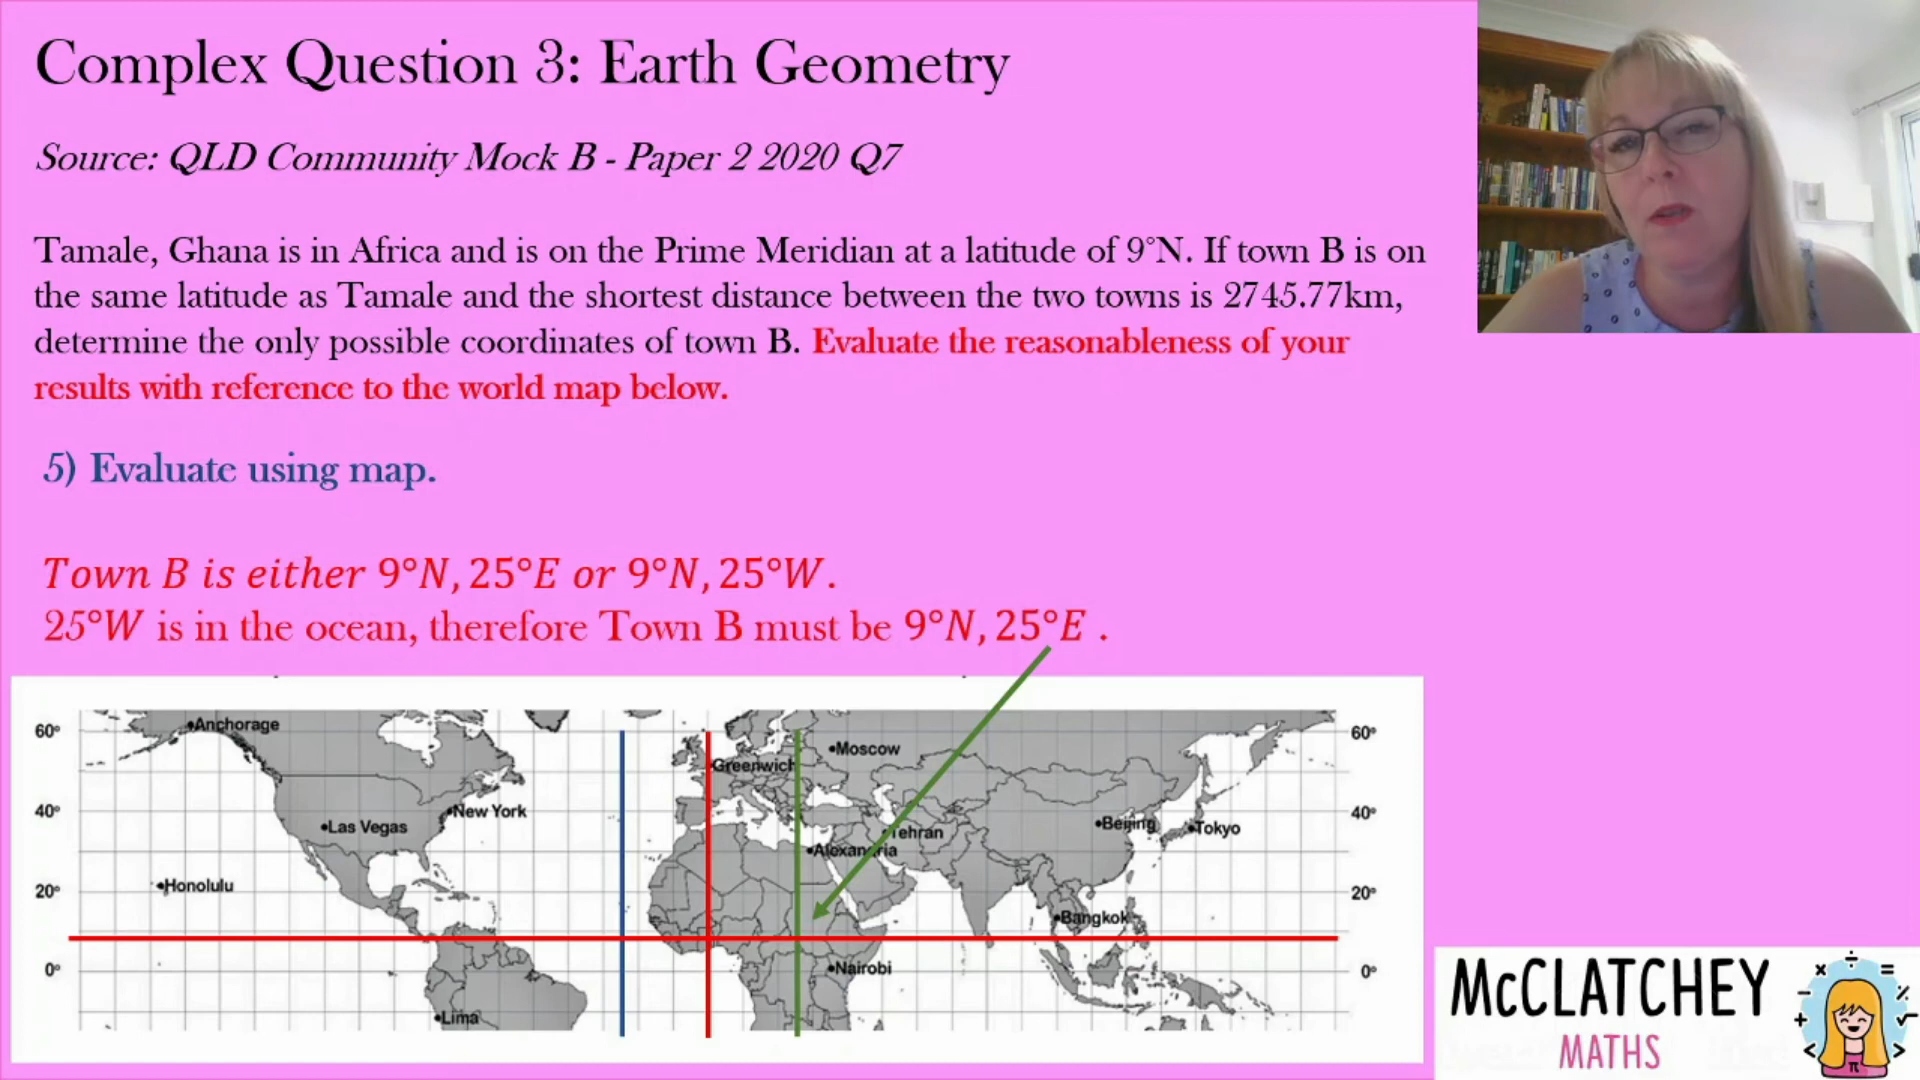 Complex Question 3: Earth Geometry
Source: QLD Community Mock B - Paper 2 2020 Q7
Tamale, Ghana is in Africa and is on the Prime Meridian at a latitude of 9°N. If town B is on
the same latitude as Tamale and the shortest distance between the two towns is 2745.77km,
determine the only possible coordinates of town B. Evaluate the reasonableness of your
results with reference to the world map below.
5) Evaluate using map.
Town B is either 9°N, 25°E or 9°N, 25°W.
25°W is in the ocean, therefore Town B must be 9°N, 25°E .
60° Anchorage Moscow 60°
Greenwich
40° New York Las Vegas Tehran Beijing Tokyo 40°
Alexandria
20° Honolulu 20°
Bangkok
0° Nairobi 0°
Lima
McCLATCHEY
MATHS
× ÷ =
- %
+ √
< π >